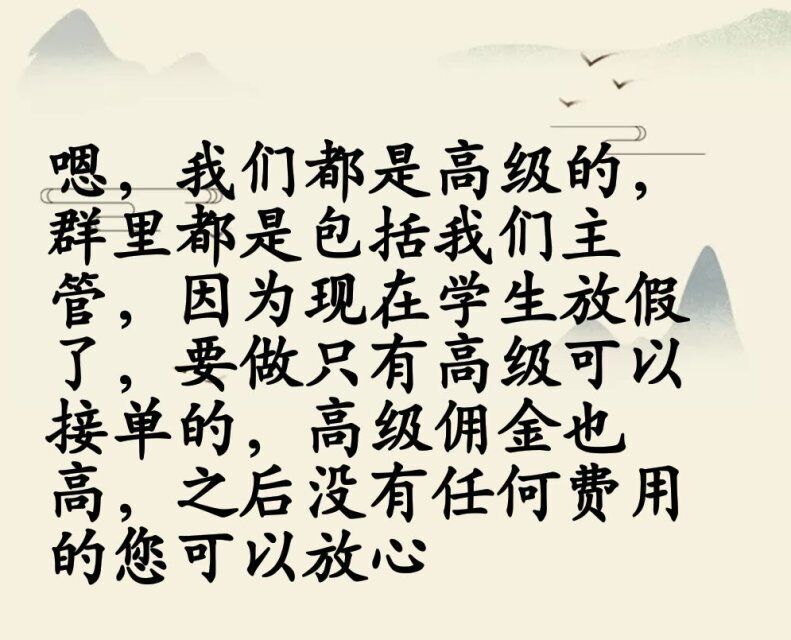 嗯，我们都是高级的，
群里都是包括我们主
管，因为现在学生放假
了，要做只有高级可以
接单的，高级佣金也
高，之后没有任何费用
的您可以放心